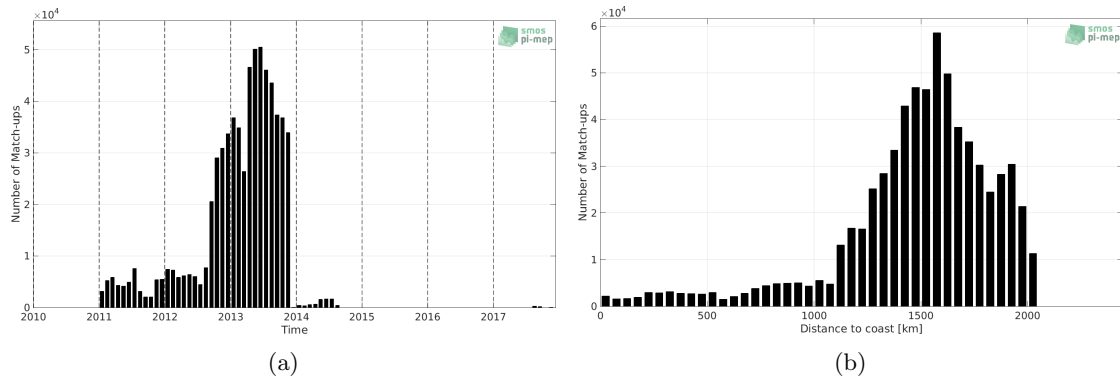 ×10⁴
5
4
3
2
1
0
Number of Match-ups
2010 2011 2012 2013 2014 2015 2016 2017
Time
smos
pi-mep
(a)
×10⁴
6
5
4
3
2
1
0
Number of Match-ups
0 500 1000 1500 2000
Distance to coast [km]
smos
pi-mep
(b)